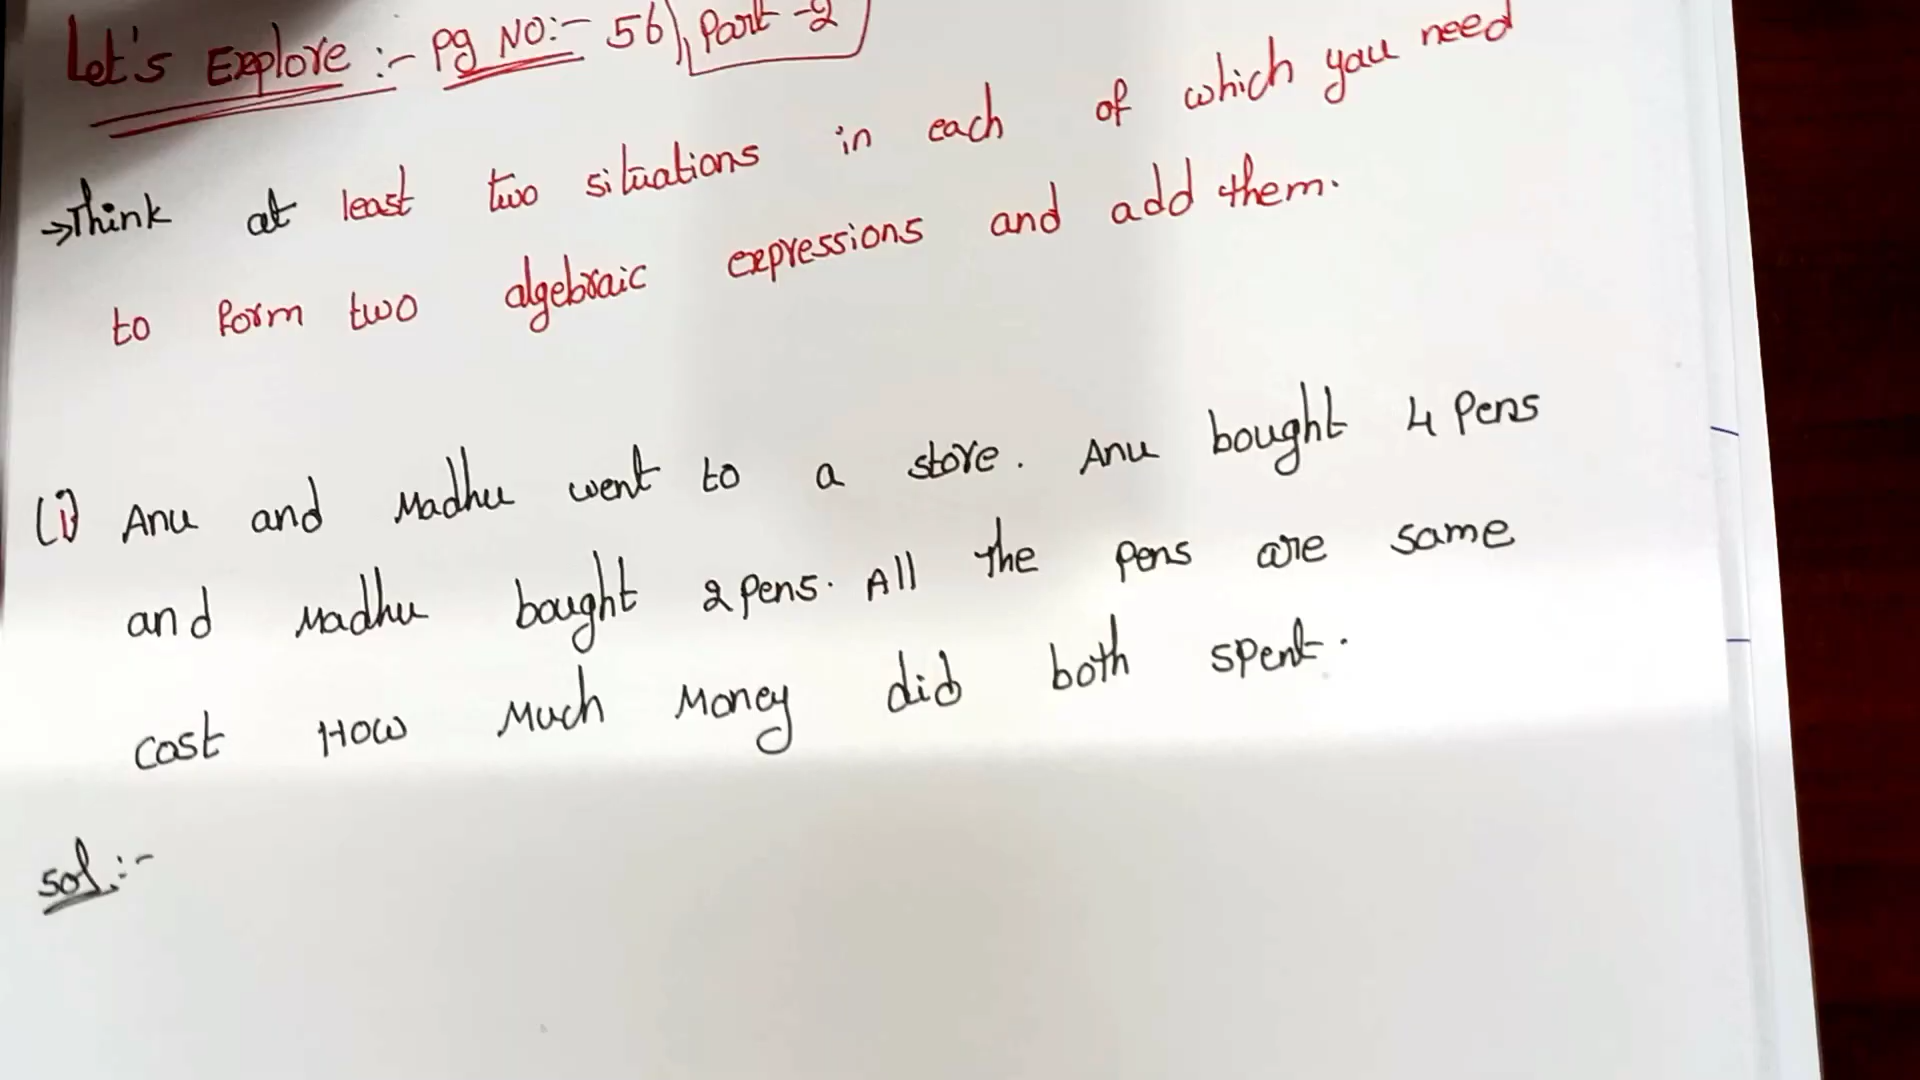 Let's Explore :- Pg NO:- 56), Part -2
→Think at least two situations in each of which you need
to form two algebraic expressions and add them.
(i) Anu and Madhu went to a store. Anu bought 4 Pens
and Madhu bought 2 pens. All the pens are same
cost How Much Money did both spent.
sol:-